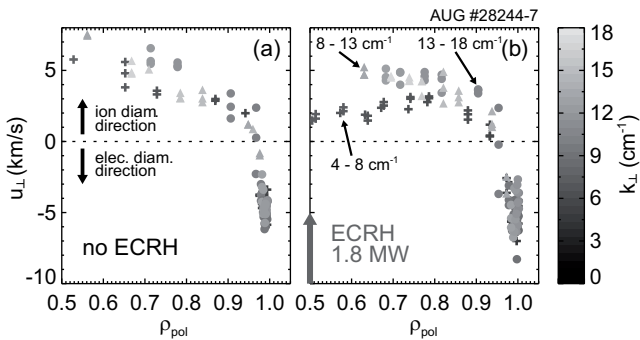 AUG #28244-7
(a)
8 - 13 cm⁻¹
13 - 18 cm⁻¹
(b)
4 - 8 cm⁻¹
ion diam.
direction
elec. diam.
direction
no ECRH
ECRH
1.8 MW
u⊥ (km/s)
5
0
-5
-10
0.5 0.6 0.7 0.8 0.9 1.0
ρpol
0.5 0.6 0.7 0.8 0.9 1.0
ρpol
18
15
12
9
6
3
0
k⊥ (cm⁻¹)